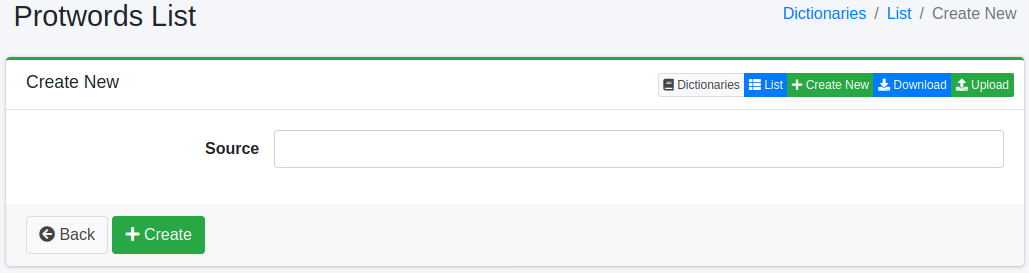 Protwords List
Dictionaries / List / Create New
Create New
Dictionaries List Create New Download Upload
Source
Back Create